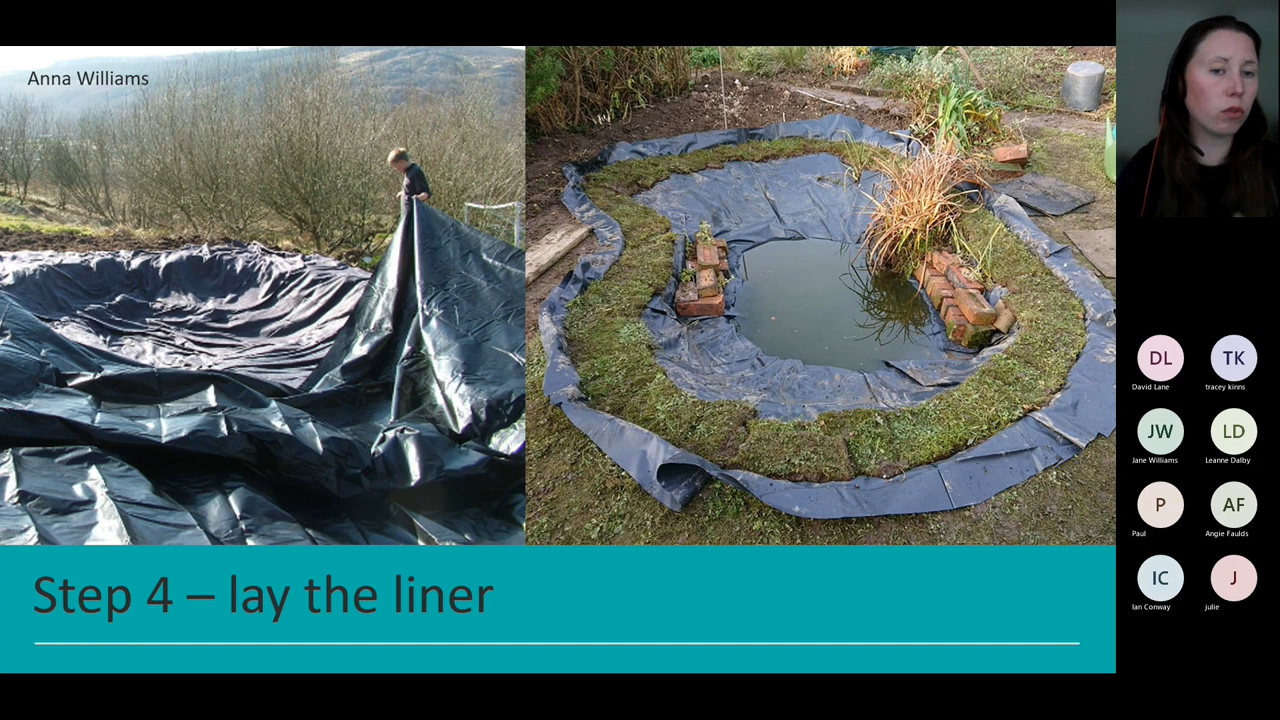 Anna Williams
Step 4 – lay the liner
DL
David Lane
TK
tracey kinns
JW
Jane Williams
LD
Leanne Dalby
P
Paul
AF
Angie Faulds
IC
Ian Conway
J
julie